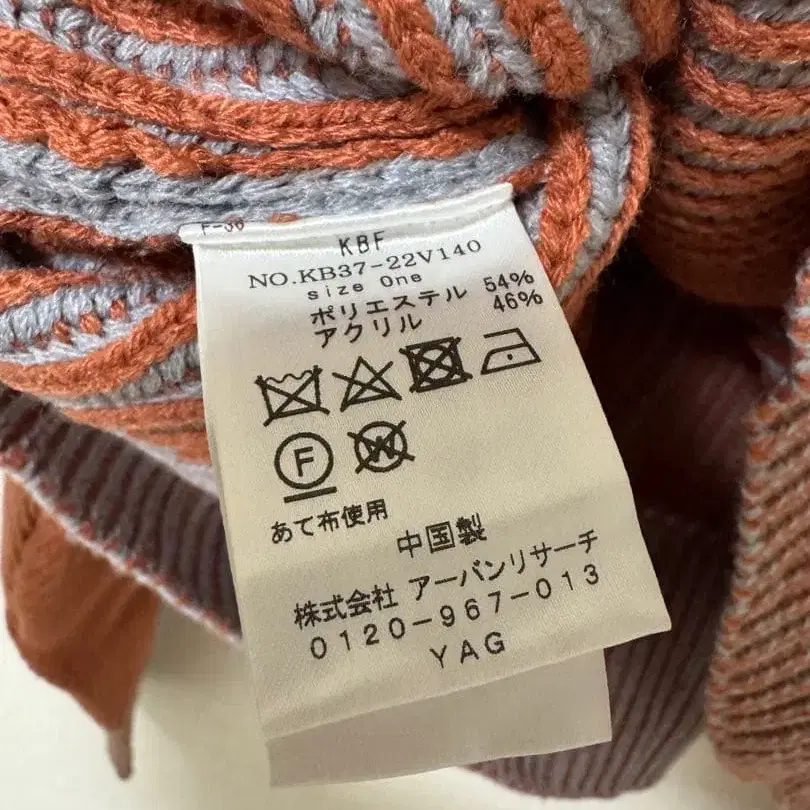 F-36
KBF
NO.KB37-22V140
size One
ポリエステル 54%
アクリル 46%
F W
あて布使用
中国製
株式会社 アーバンリサーチ
0120-967-013
YAG